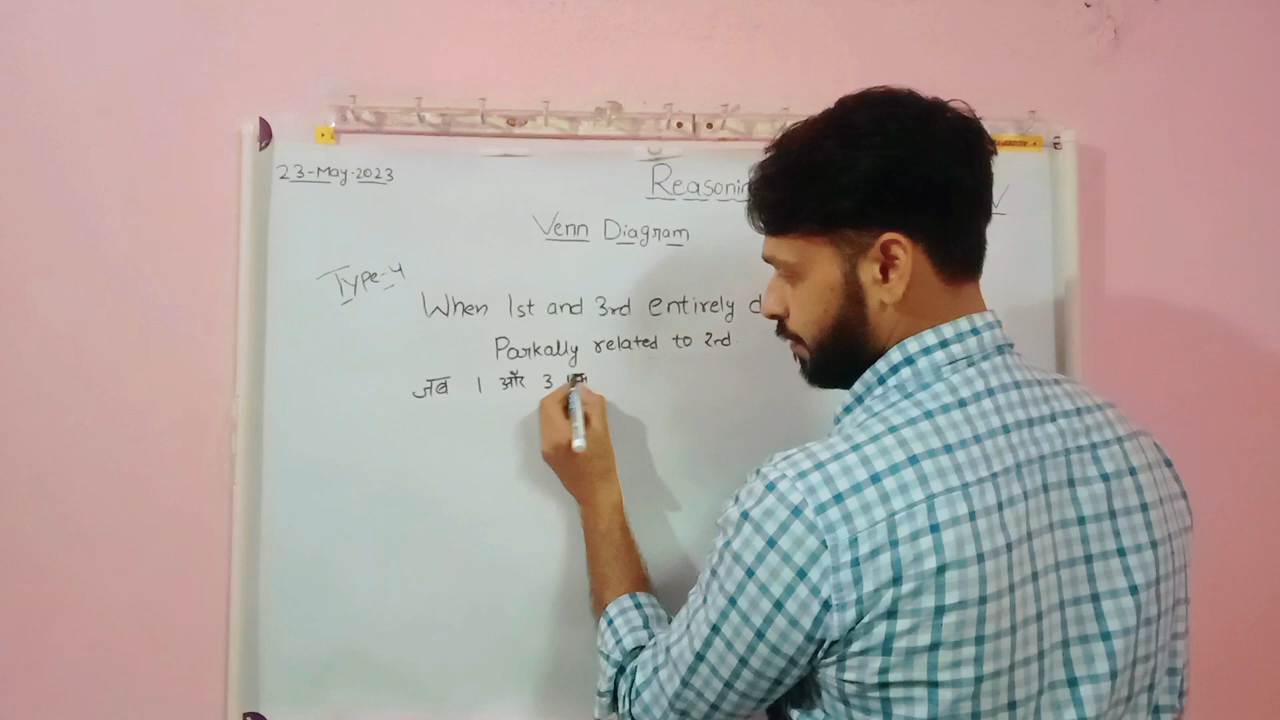 23-May-2023
Reasonin
Venn Diagram
Type-4
When 1st and 3rd entirely d
Parkally related to 2nd.
जब 1 और 3